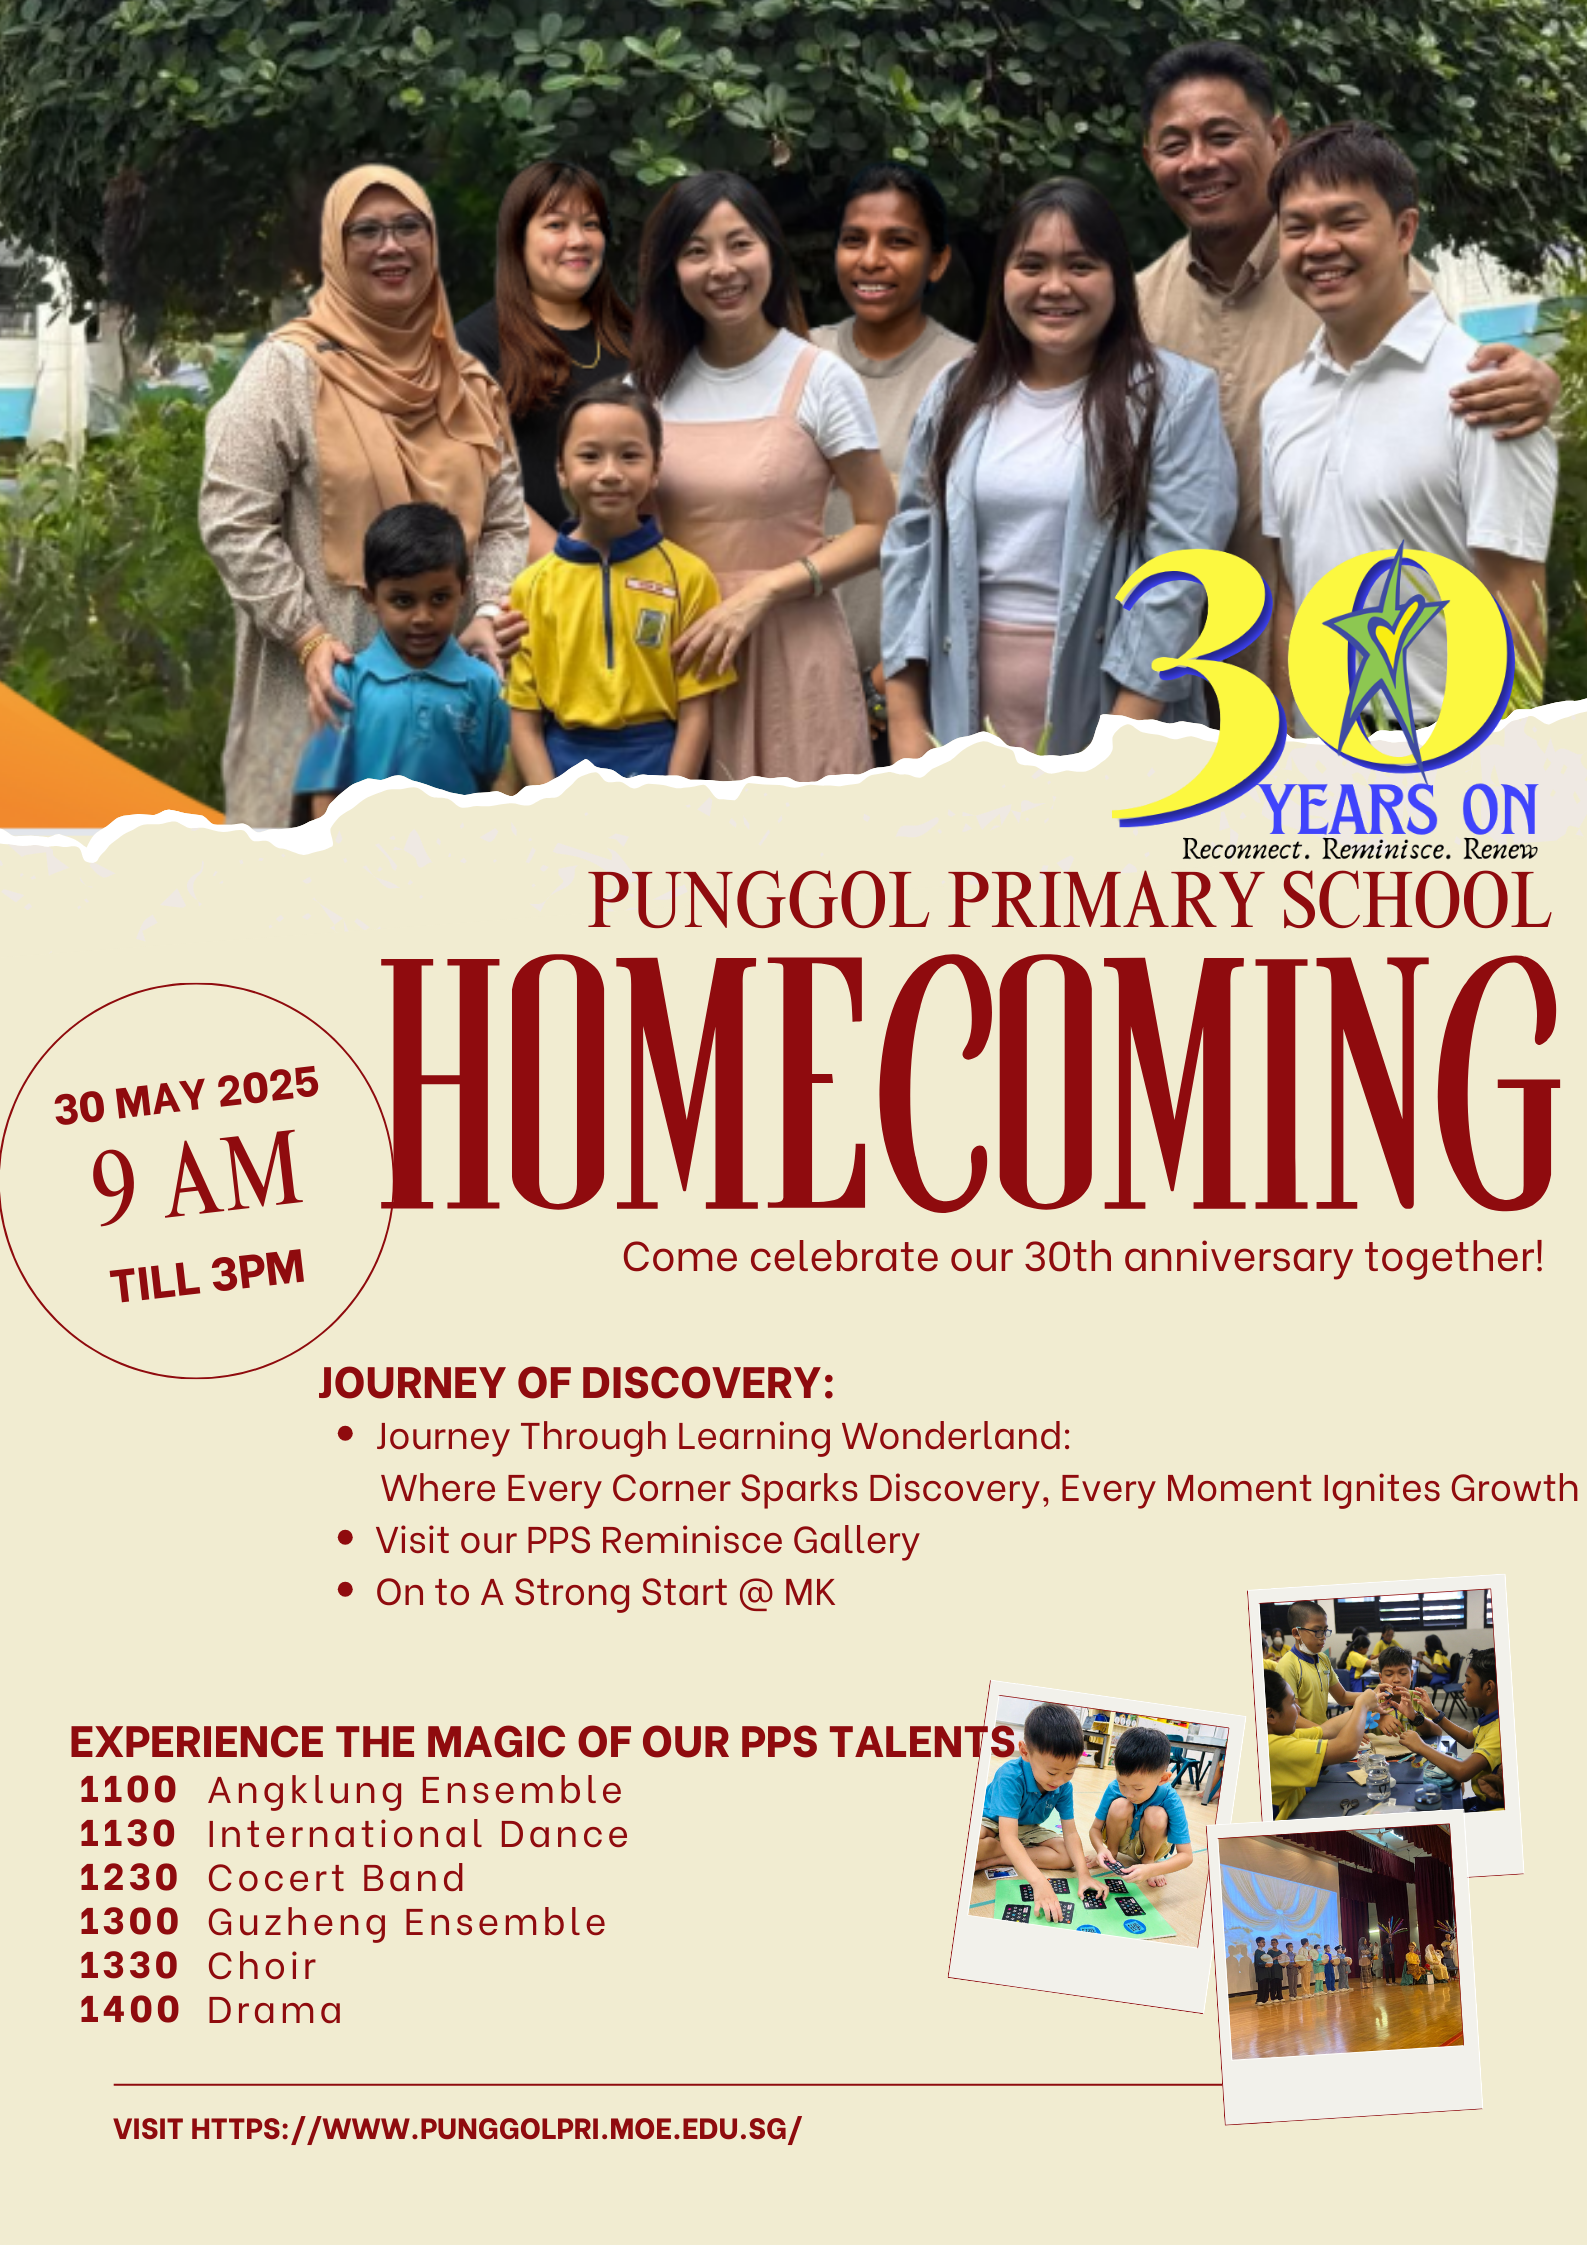 30
YEARS ON
Reconnect. Reminisce. Renew
PUNGGOL PRIMARY SCHOOL
HOMECOMING
30 MAY 2025
9 AM
TILL 3PM
Come celebrate our 30th anniversary together!
JOURNEY OF DISCOVERY:
• Journey Through Learning Wonderland:
Where Every Corner Sparks Discovery, Every Moment Ignites Growth
• Visit our PPS Reminisce Gallery
• On to A Strong Start @ MK
EXPERIENCE THE MAGIC OF OUR PPS TALENTS
1100 Angklung Ensemble
1130 International Dance
1230 Cocert Band
1300 Guzheng Ensemble
1330 Choir
1400 Drama
VISIT HTTPS://WWW.PUNGGOLPRI.MOE.EDU.SG/